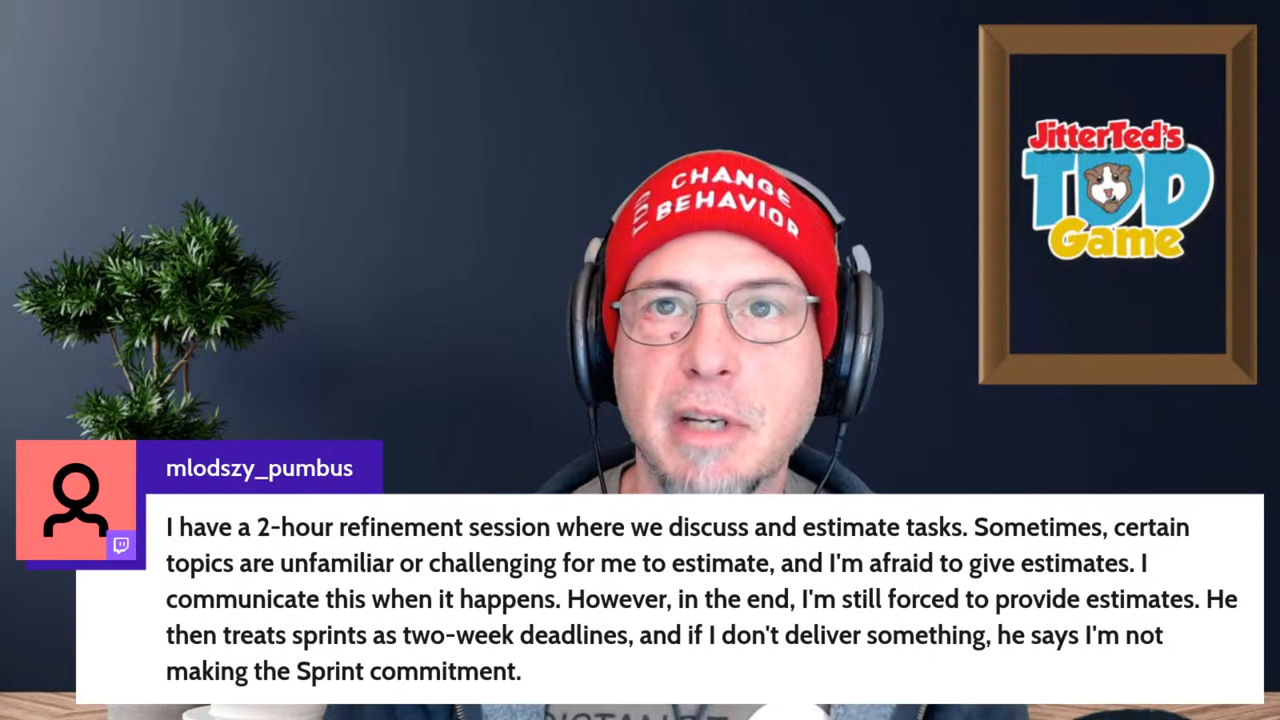 JitterTed's
TDD
Game
CHANGE
BEHAVIOR
mlodszy_pumbus
I have a 2-hour refinement session where we discuss and estimate tasks. Sometimes, certain
topics are unfamiliar or challenging for me to estimate, and I'm afraid to give estimates. I
communicate this when it happens. However, in the end, I'm still forced to provide estimates. He
then treats sprints as two-week deadlines, and if I don't deliver something, he says I'm not
making the Sprint commitment.